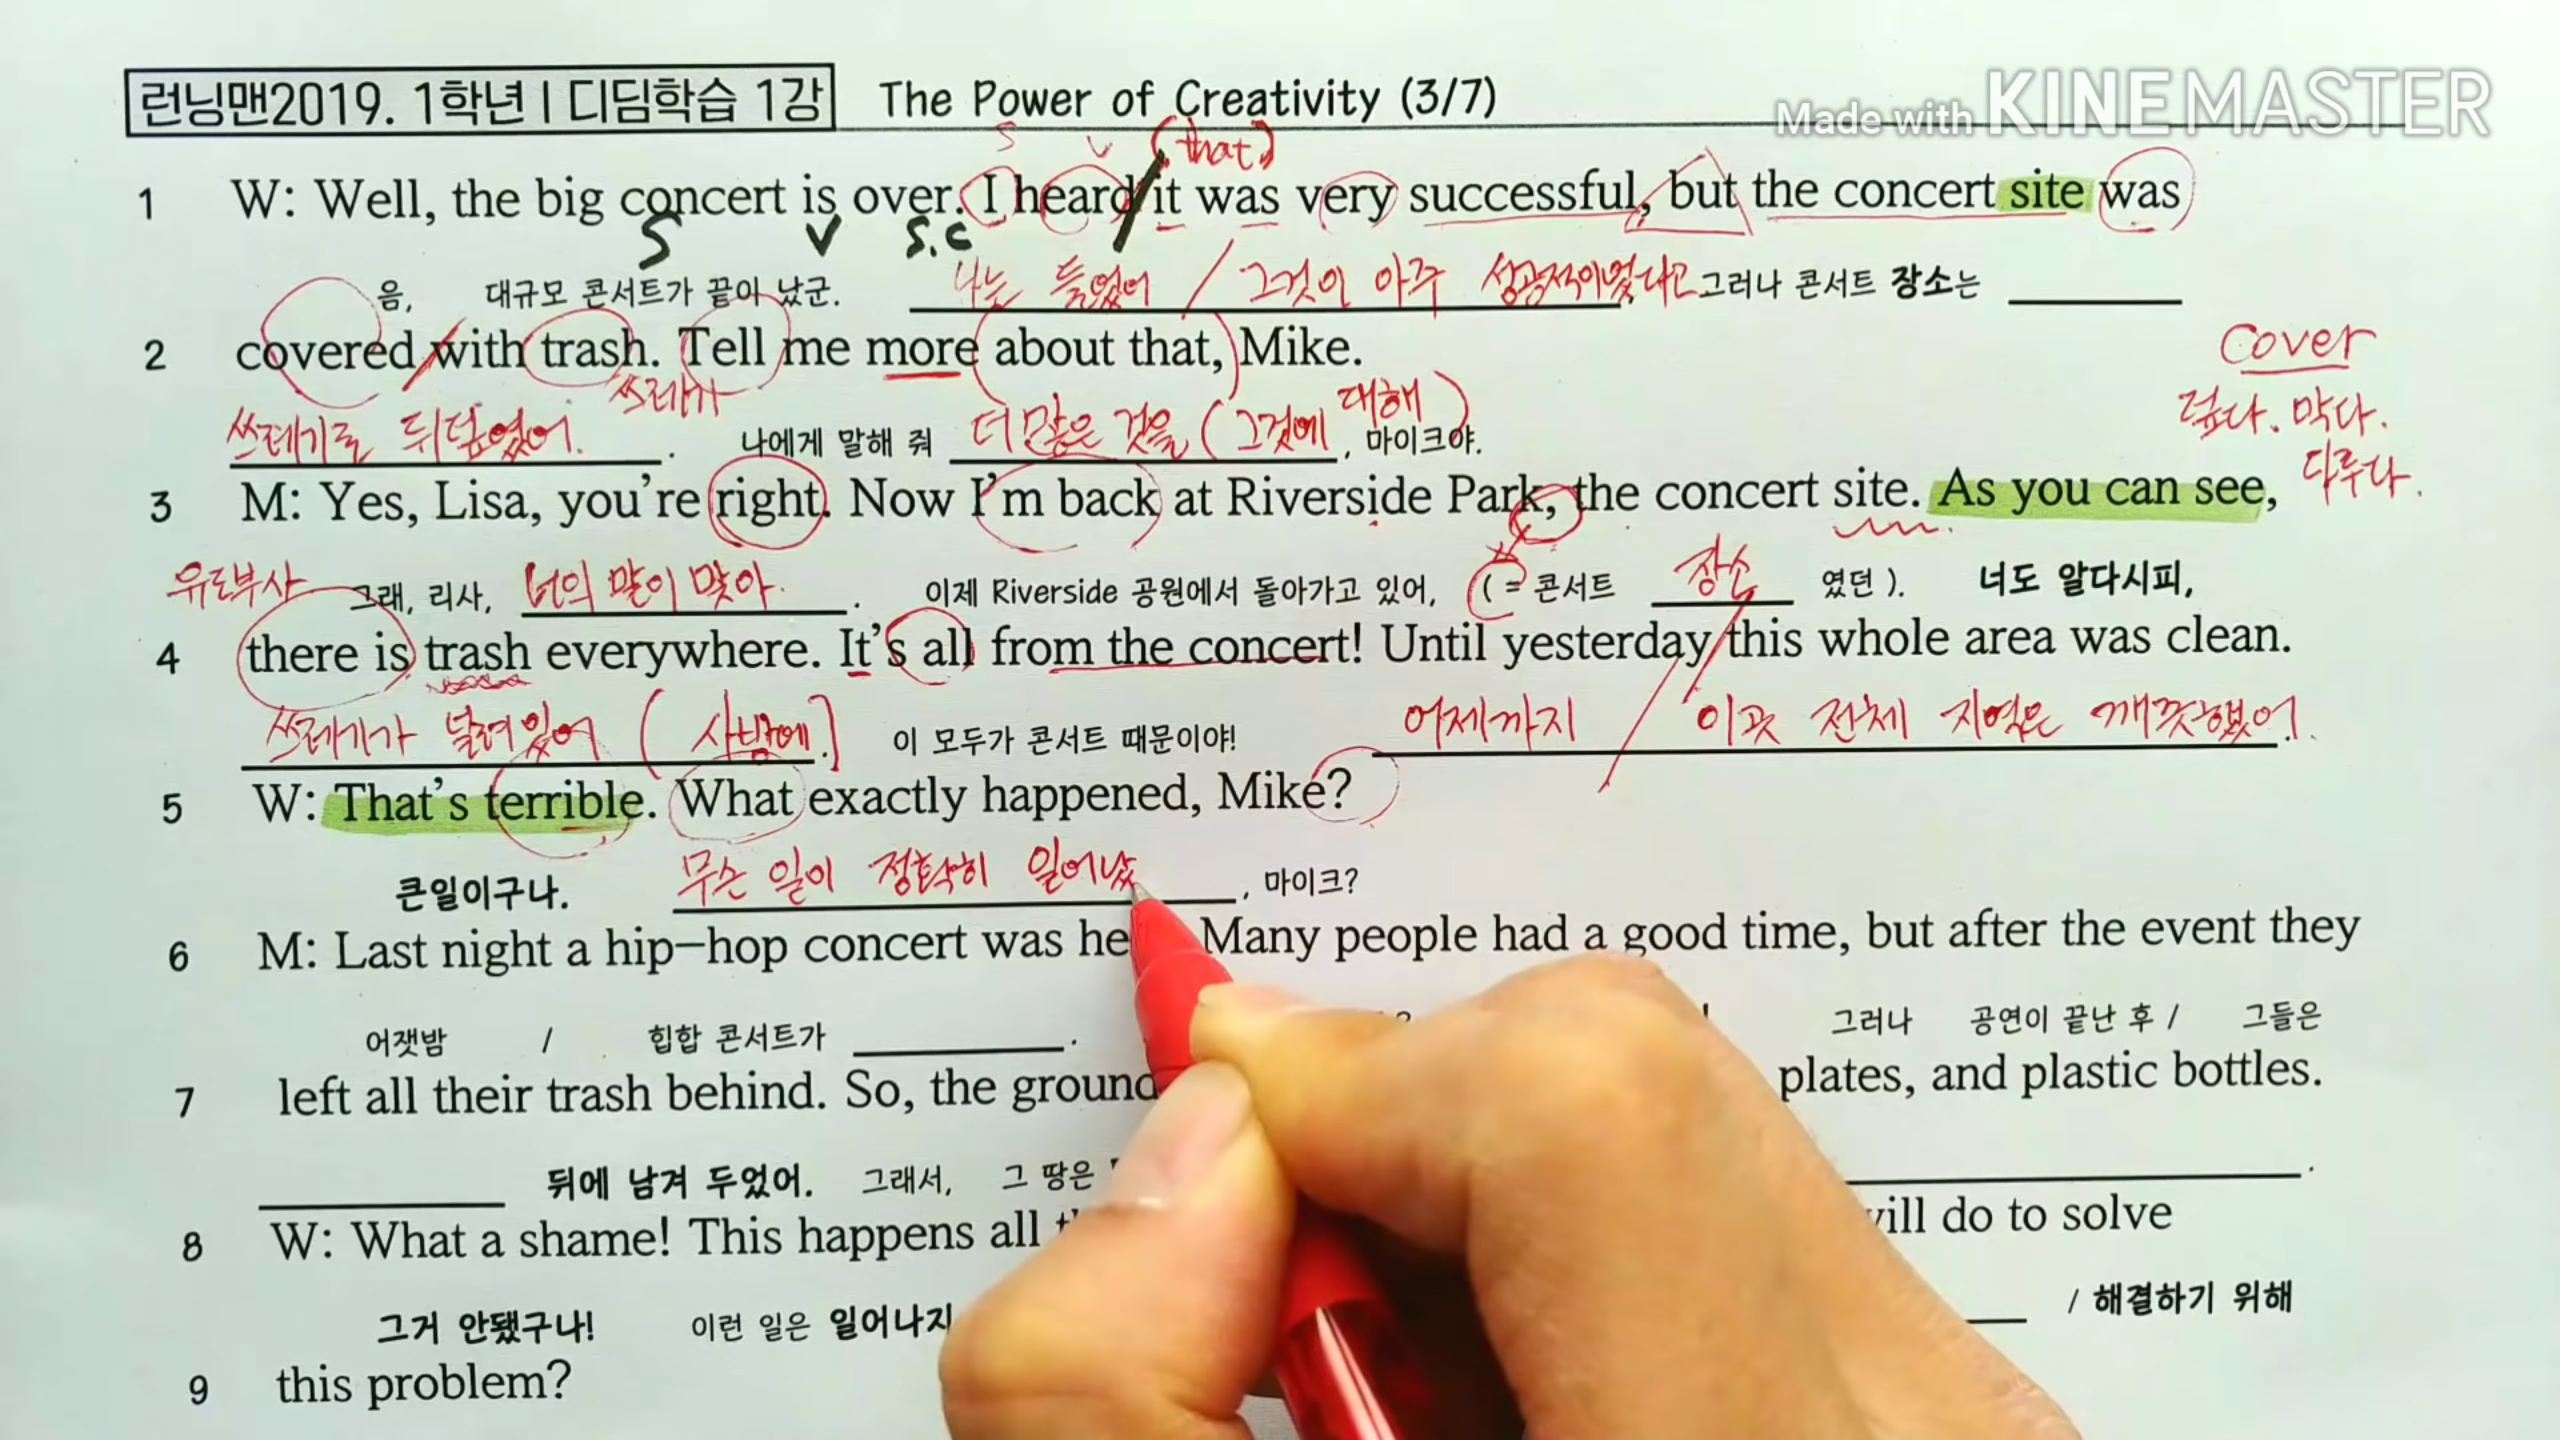 런닝맨2019. 1학년 | 디딤학습 1강 The Power of Creativity (3/7)
Made with KINEMASTER
S V (that)
1 W: Well, the big concert is over. I heard it was very successful, but the concert site was
S V S.C
음, 대규모 콘서트가 끝이 났군. 나는 들었어 / 그것이 아주 성공적이었다고 그러나 콘서트 장소는
2 covered with trash. Tell me more about that, Mike.
Cover
덮다. 막다.
다루다.
쓰레기
대해
쓰레기로 뒤덮였어. 나에게 말해 줘 더 많은 것을 (그것에 ), 마이크야.
3 M: Yes, Lisa, you're right. Now I'm back at Riverside Park, the concert site. As you can see,
유도부사 그래, 리사, 너의 말이 맞아. 이제 Riverside 공원에서 돌아가고 있어, ( = 콘서트 장소 였던 ). 너도 알다시피,
4 there is trash everywhere. It's all from the concert! Until yesterday this whole area was clean.
쓰레기가 널려있어 ( 사방에.) 이 모두가 콘서트 때문이야! 어제까지 / 이곳 전체 지역은 깨끗했어.
5 W: That's terrible. What exactly happened, Mike?
큰일이구나. 무슨 일이 정확히 일어났, 마이크?
6 M: Last night a hip-hop concert was he Many people had a good time, but after the event they
어젯밤 / 힙합 콘서트가 . ? ! 그러나 공연이 끝난 후 / 그들은
7 left all their trash behind. So, the ground plates, and plastic bottles.
뒤에 남겨 두었어. 그래서, 그 땅은 .
8 W: What a shame! This happens all will do to solve
그거 안됐구나! 이런 일은 일어나지 / 해결하기 위해
9 this problem?